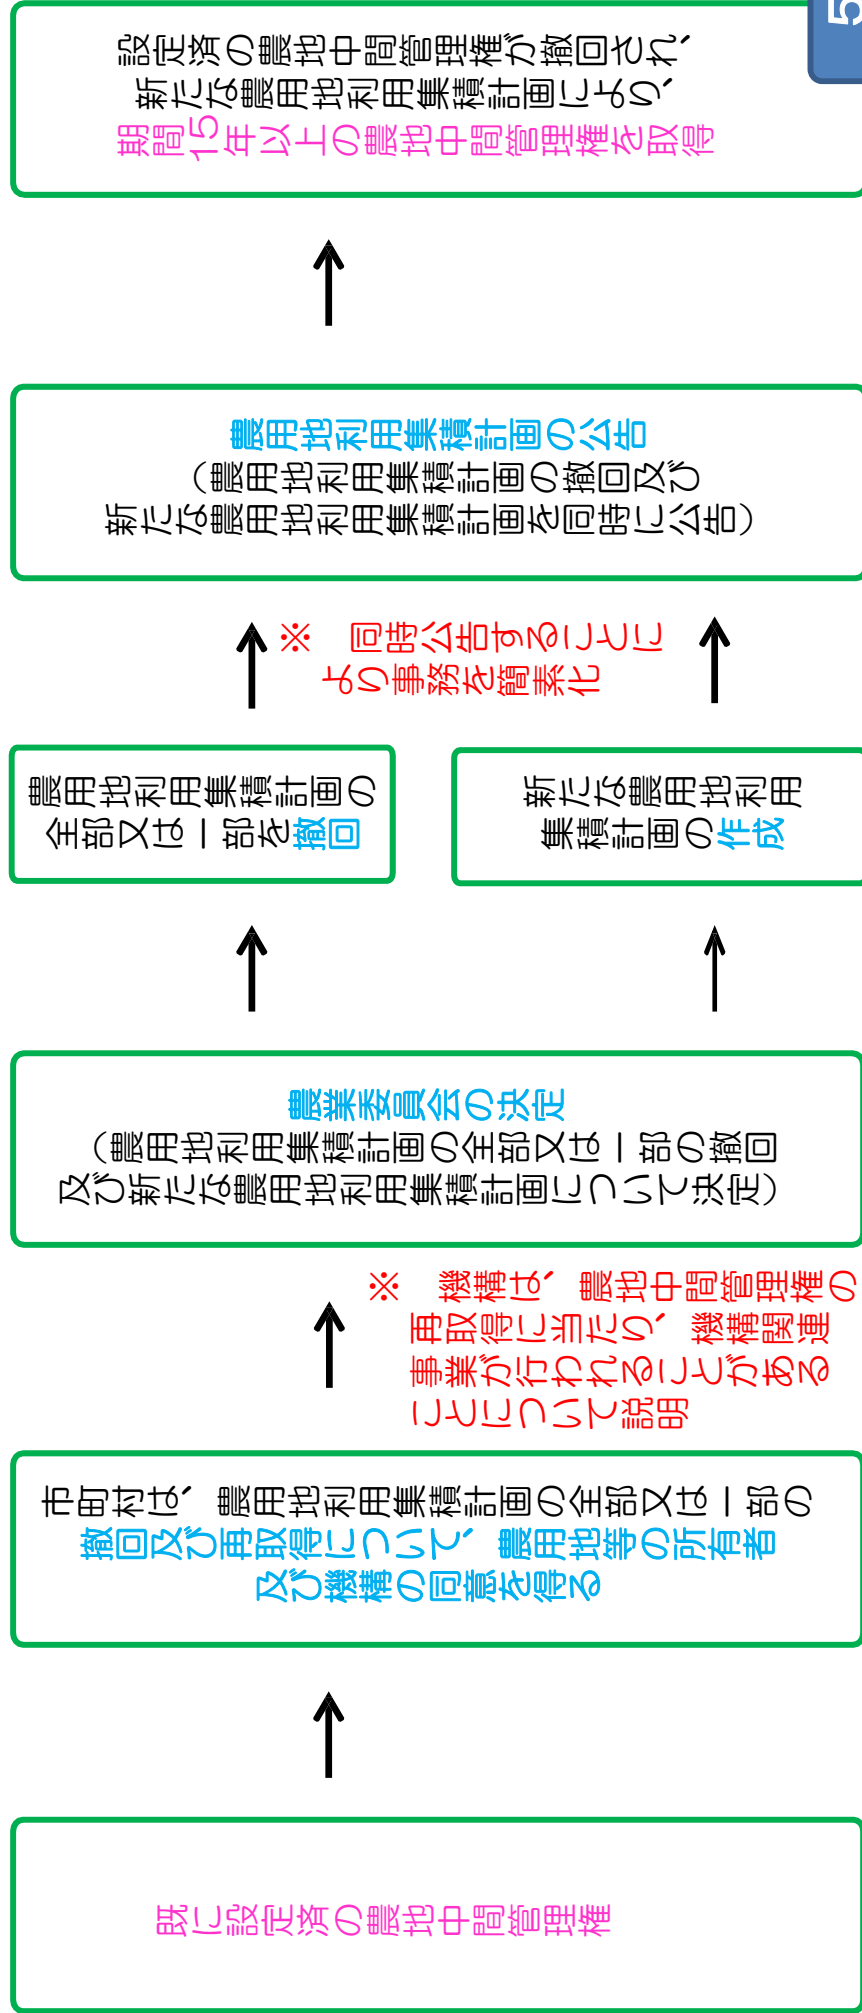 既に設定済の農地中間管理権
市町村は、農用地利用集積計画の全部又は一部の
撤回及び再取得について、農用地等の所有者
及び機構の同意を得る
※　機構は、農地中間管理権の
再取得に当たり、機構関連
事業が行われることがある
ことについて説明
農業委員会の決定
（農用地利用集積計画の全部又は一部の撤回
及び新たな農用地利用集積計画について決定）
農用地利用集積計画の
全部又は一部を撤回
新たな農用地利用
集積計画の作成
※　同時公告することに
より事務を簡素化
農用地利用集積計画の公告
（農用地利用集積計画の撤回及び
新たな農用地利用集積計画を同時に公告）
設定済の農地中間管理権が撤回され、
新たな農用地利用集積計画により、
期間15年以上の農地中間管理権を取得
5